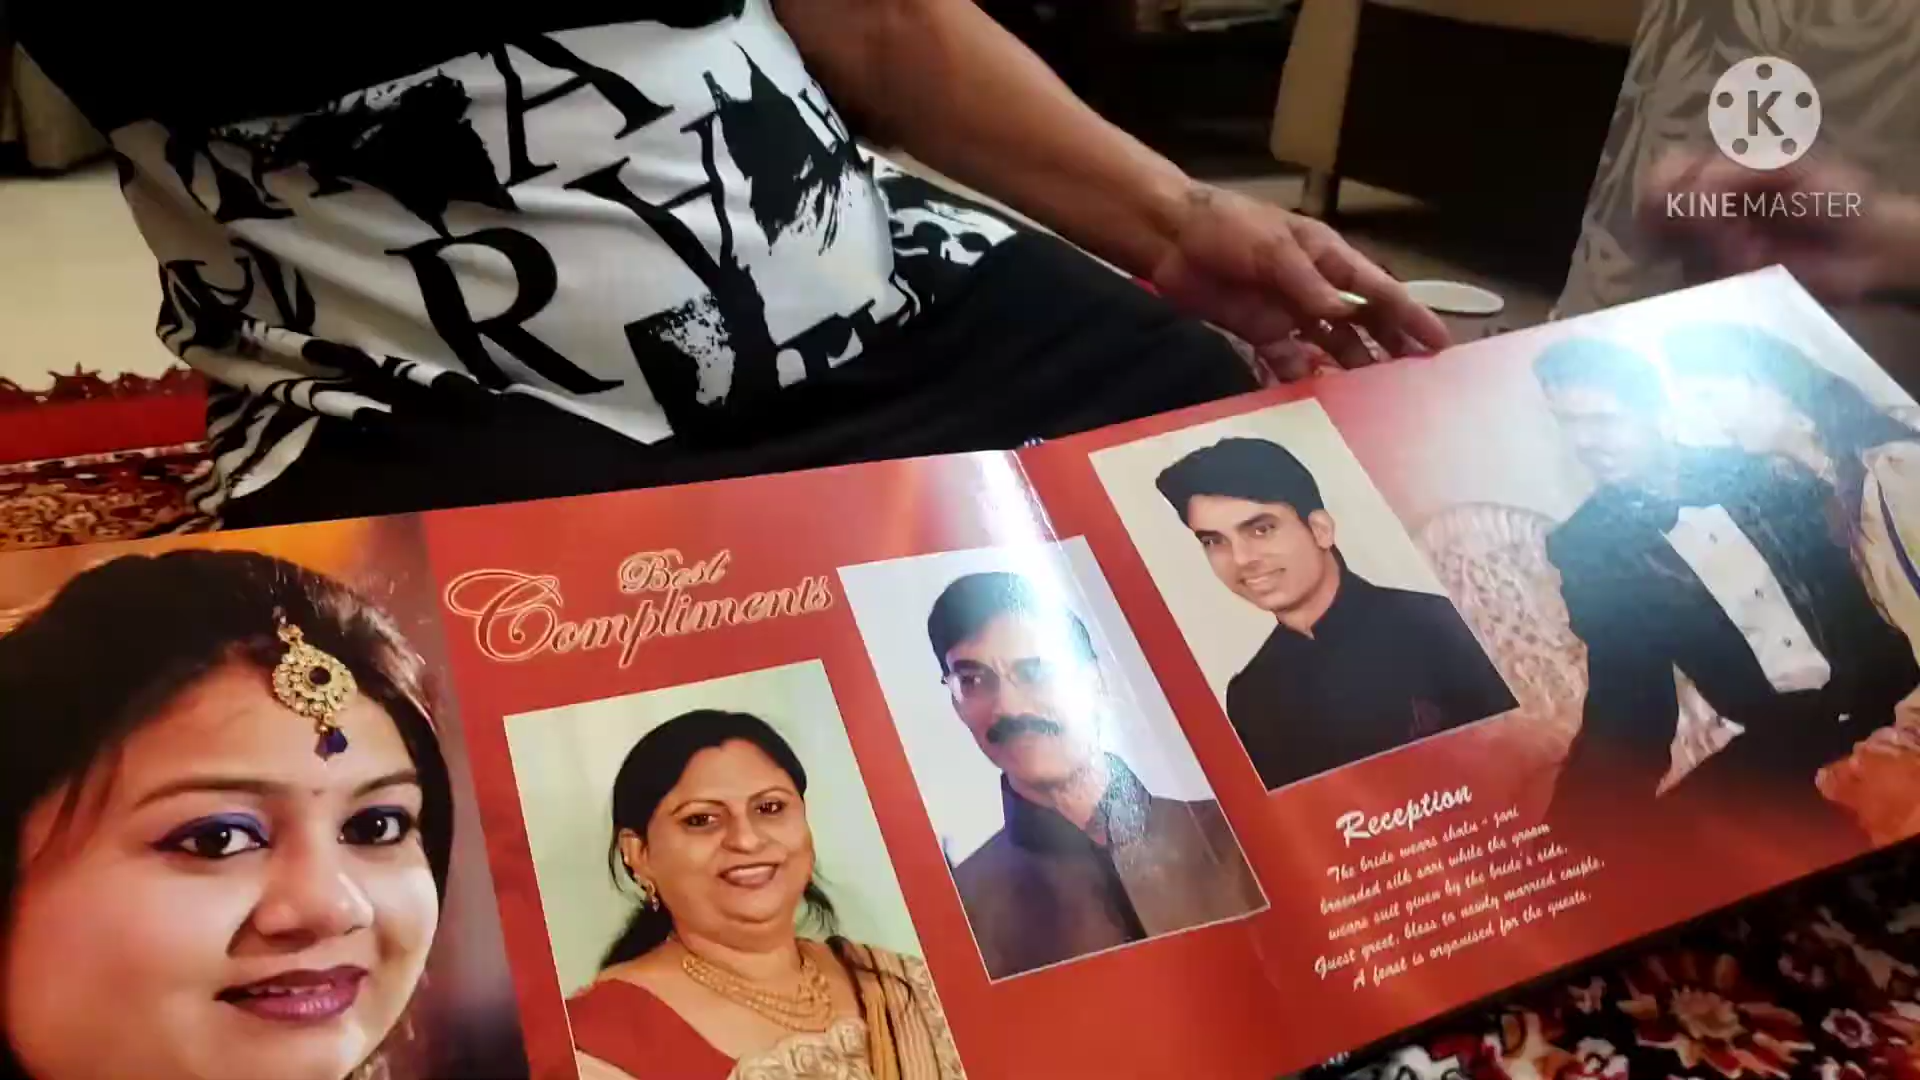 K
KINEMASTER
A
R
Best
Compliments
Reception
The bride wears shalu - jari
brocaded silk sari while the groom
wears suit given by the bride's side.
Guest greet, bless to newly married couple.
A feast is organised for the guests.